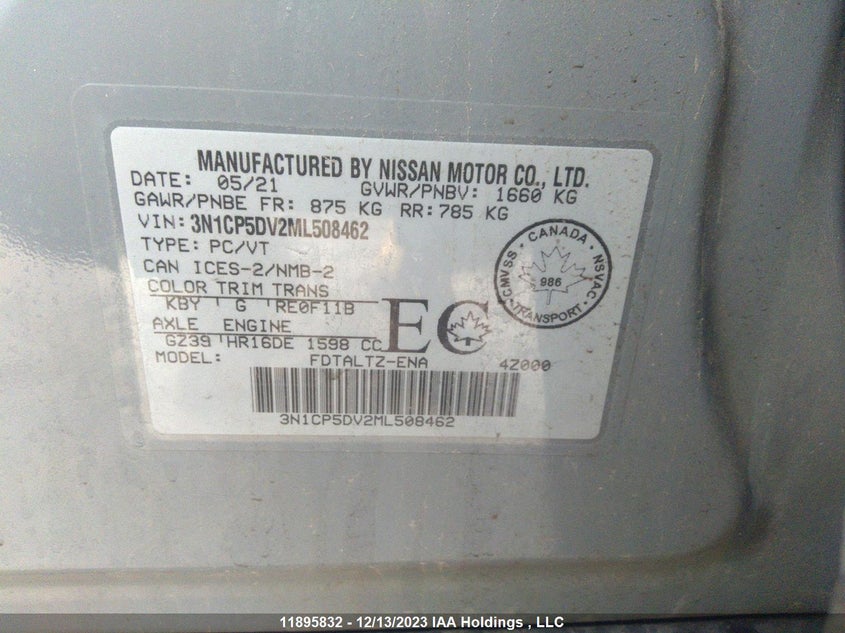 MANUFACTURED BY NISSAN MOTOR CO., LTD.
DATE: 05/21 GVWR/PNBV: 1660 KG
GAWR/PNBE FR: 875 KG RR: 785 KG
VIN: 3N1CP5DV2ML508462
TYPE: PC/VT
CAN ICES-2/NMB-2
COLOR TRIM TRANS
KBY G RE0F11B
AXLE ENGINE
GZ39 HR16DE 1598 CC
MODEL: FDTALTZ-ENA 4Z000
EC
CANADA
CMVSS • NSVAC
986
TRANSPORT
3N1CP5DV2ML508462
11895832 - 12/13/2023 IAA Holdings , LLC